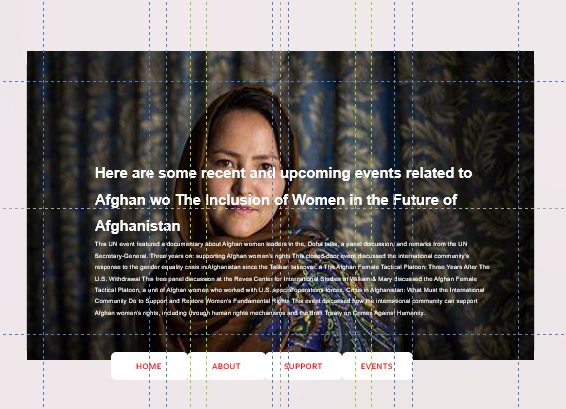 Here are some recent and upcoming events related to
Afghan wo The Inclusion of Women in the Future of
Afghanistan
This UN event featured a documentary about Afghan women leaders in the, Doha talks, a panel discussion, and remarks from the UN
Secretary-General. Three years on: supporting Afghan women's rights This closed-door event discussed the international community's
response to the gender equality crisis in Afghanistan since the Taliban takeover. a The Afghan Female Tactical Platoon: Three Years After The
U.S. Withdrawal This free panel discussion at the Reves Center for International Studies at William & Mary discussed the Afghan Female
Tactical Platoon, a unit of Afghan women who worked with U.S. special operations forces. Crisis in Afghanistan: What Must the International
Community Do to Support and Restore Women's Fundamental Rights This event discussed how the international community can support
Afghan women's rights, including through human rights mechanisms and the draft Treaty on Crimes Against Humanity.
HOME ABOUT SUPPORT EVENTS